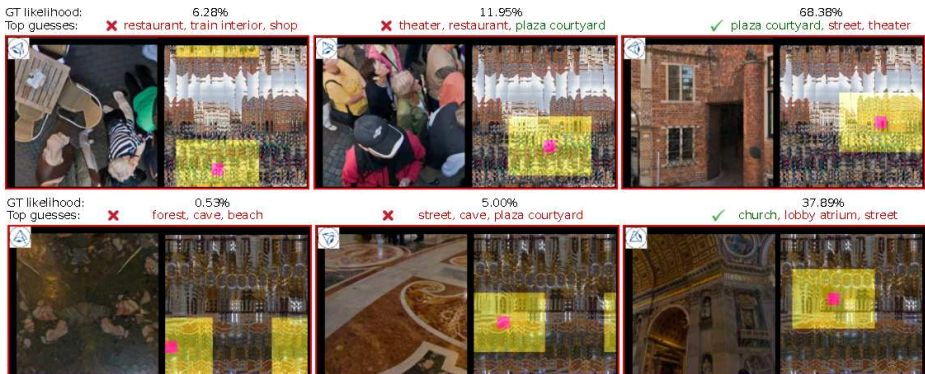 GT likelihood: 6.28% 11.95% 68.38%
Top guesses: ✗ restaurant, train interior, shop ✗ theater, restaurant, plaza courtyard ✓ plaza courtyard, street, theater
GT likelihood: 0.53% 5.00% 37.89%
Top guesses: ✗ forest, cave, beach ✗ street, cave, plaza courtyard ✓ church, lobby atrium, street